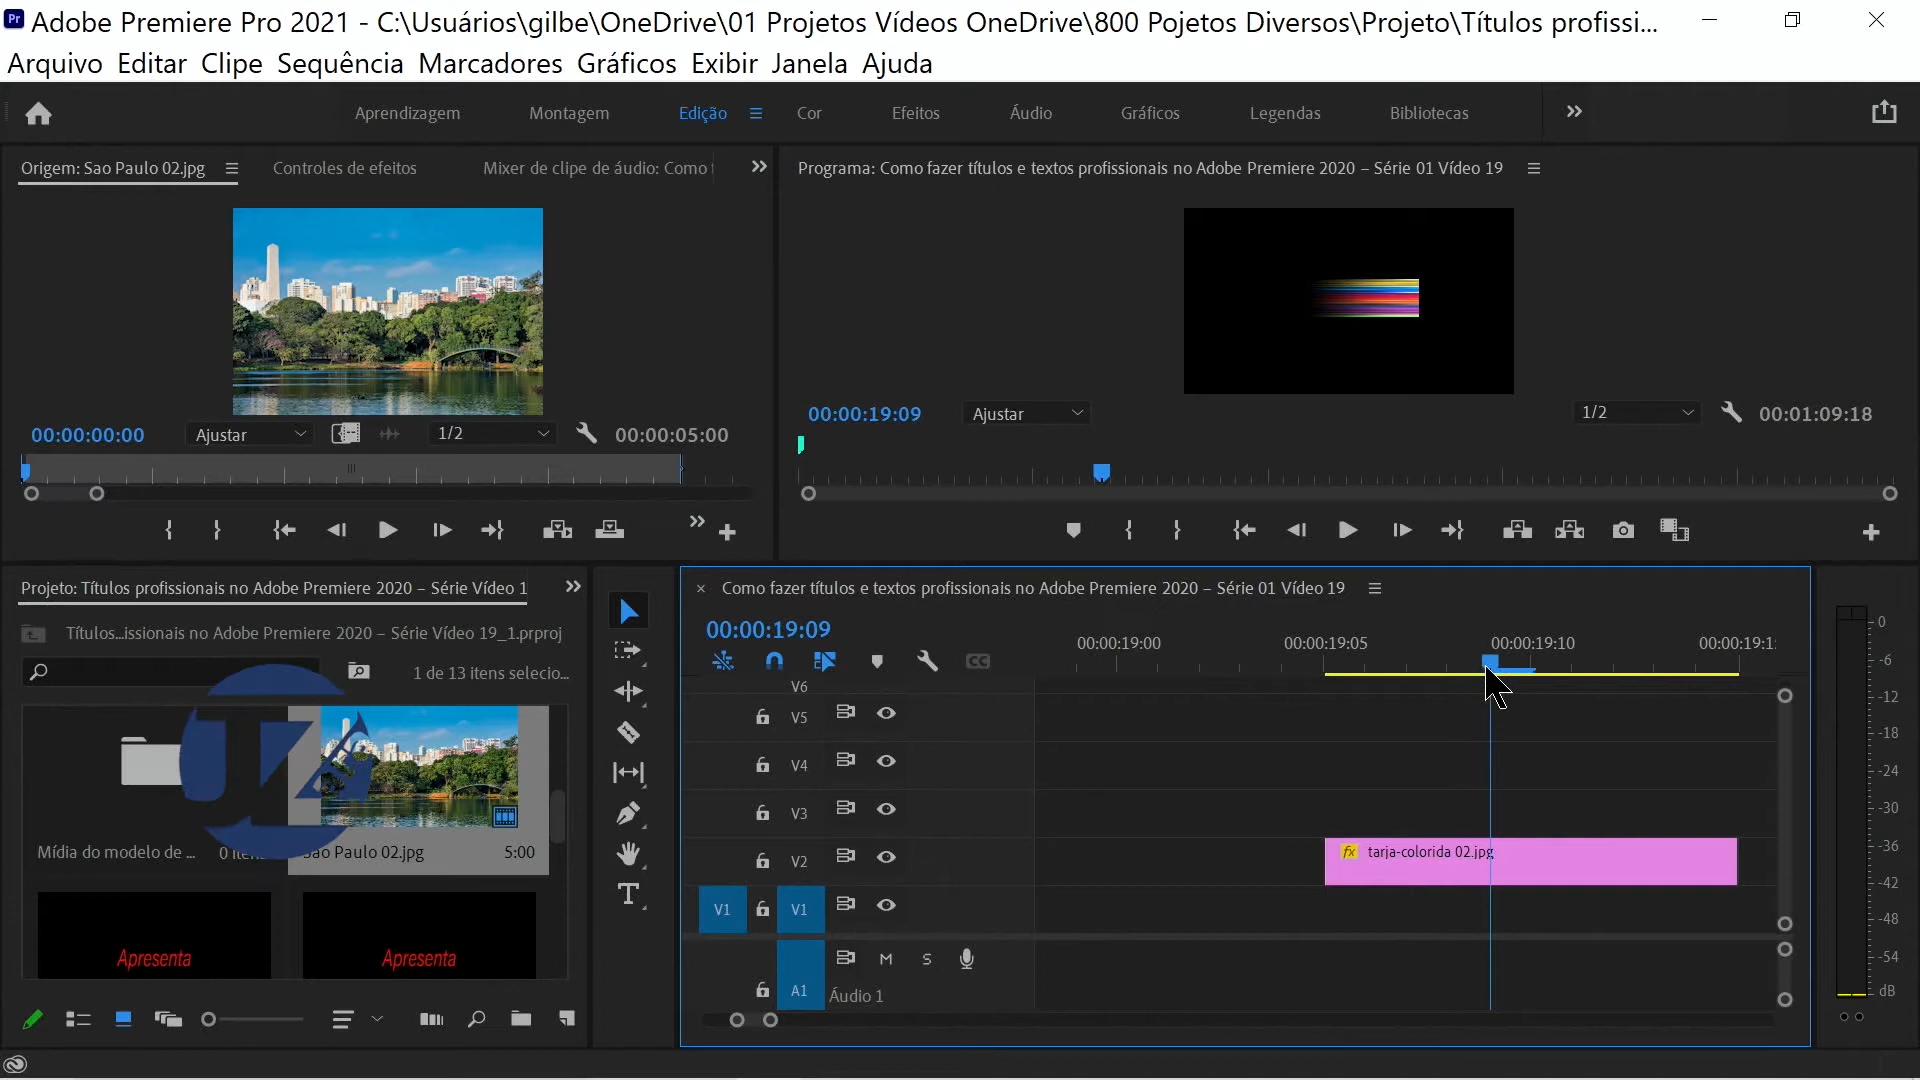 Adobe Premiere Pro 2021 - C:\Usuários\gilbe\OneDrive\01 Projetos Vídeos OneDrive\800 Pojetos Diversos\Projeto\Títulos profissi...
Arquivo Editar Clipe Sequência Marcadores Gráficos Exibir Janela Ajuda
Aprendizagem Montagem Edição Cor Efeitos Áudio Gráficos Legendas Bibliotecas
Origem: Sao Paulo 02.jpg Controles de efeitos Mixer de clipe de áudio: Como
Programa: Como fazer títulos e textos profissionais no Adobe Premiere 2020 – Série 01 Vídeo 19
00:00:00:00 Ajustar 1/2 00:00:05:00
00:00:19:09 Ajustar 1/2 00:01:09:18
Projeto: Títulos profissionais no Adobe Premiere 2020 – Série Vídeo 1
Títulos...issionais no Adobe Premiere 2020 – Série Vídeo 19_1.prproj
1 de 13 itens selecio...
Mídia do modelo de ...
Sao Paulo 02.jpg 5:00
Apresenta
Apresenta
Como fazer títulos e textos profissionais no Adobe Premiere 2020 – Série 01 Vídeo 19
00:00:19:09
00:00:19:00 00:00:19:05 00:00:19:10 00:00:19:1
V6
V5
V4
V3
V2
tarja-colorida 02.jpg
V1 V1
M S
A1 Áudio 1
0
-6
-12
-18
-24
-30
-36
-42
-48
-54
dB